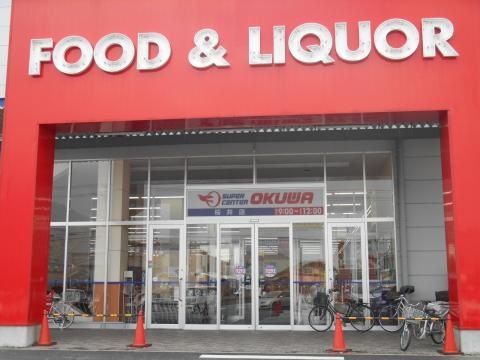 FOOD & LIQUOR
SUPER CENTER OKUWA
桜井店
9:00 12:00